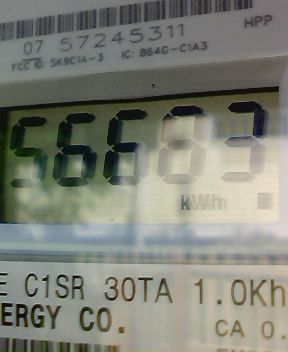 HPP
07 57245311
FCC ID: SK9C1A-3 IC: 864G-C1A3
56683
kWh
E C1SR 30TA 1.0Kh
ERGY CO.
CA 0.